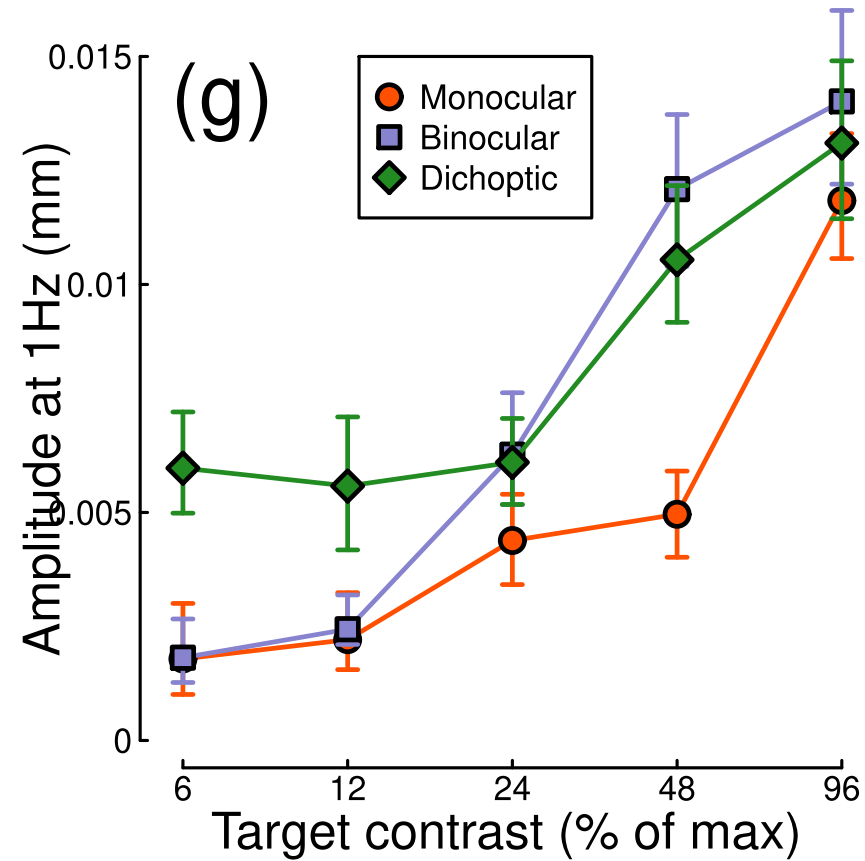 (g)
Monocular
Binocular
Dichoptic
Amplitude at 1Hz (mm)
0.015
0.01
0.005
0
6 12 24 48 96
Target contrast (% of max)